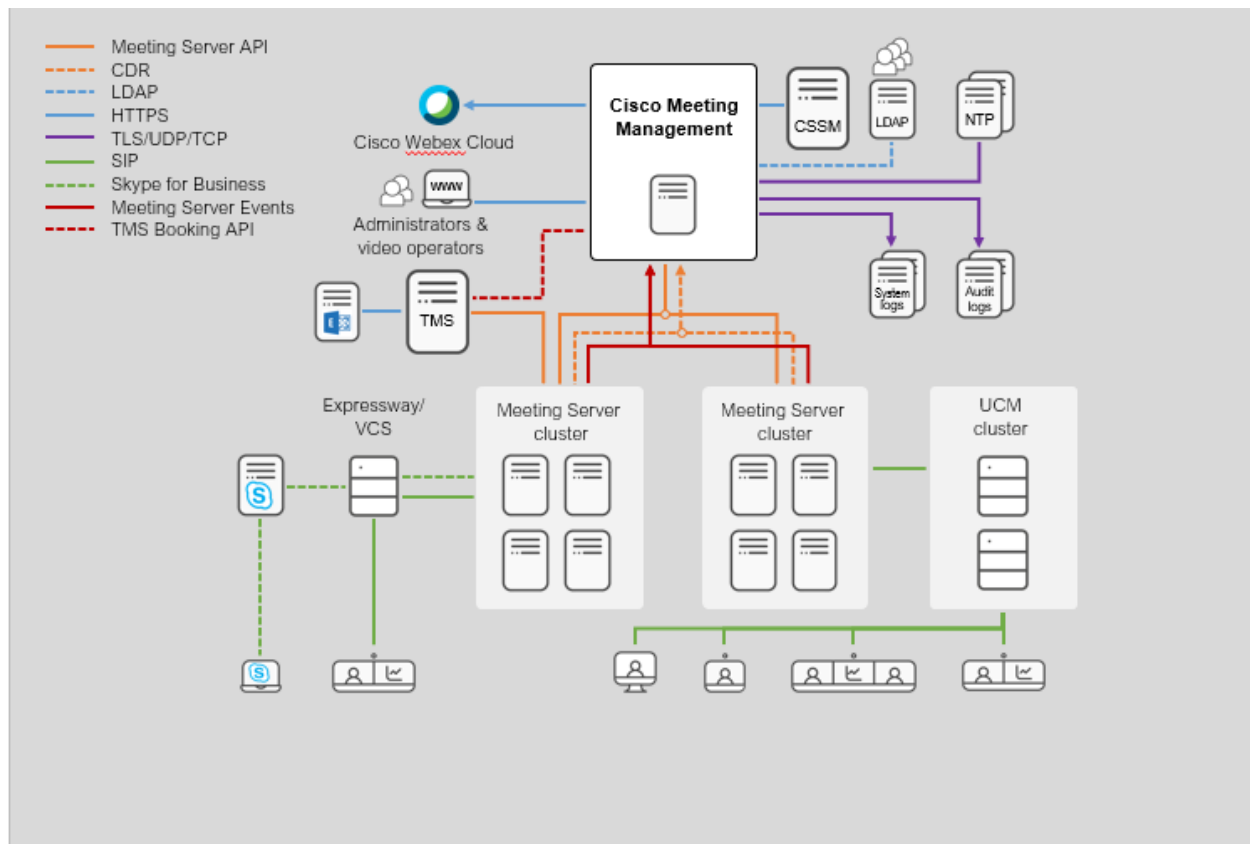 Meeting Server API
CDR
LDAP
HTTPS
TLS/UDP/TCP
SIP
Skype for Business
Meeting Server Events
TMS Booking API
Cisco Webex Cloud
www
Administrators &
video operators
Cisco Meeting
Management
CSSM
LDAP
NTP
System
logs
Audit
logs
E
TMS
Expressway/
VCS
Meeting Server
cluster
Meeting Server
cluster
UCM
cluster
S
S